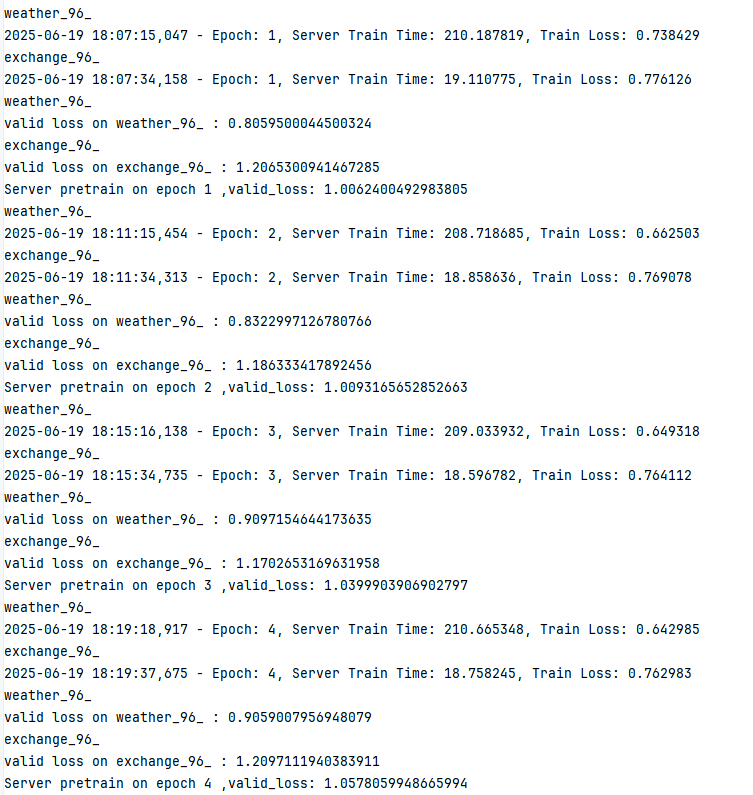 weather_96_
2025-06-19 18:07:15,047 - Epoch: 1, Server Train Time: 210.187819, Train Loss: 0.738429
exchange_96_
2025-06-19 18:07:34,158 - Epoch: 1, Server Train Time: 19.110775, Train Loss: 0.776126
weather_96_
valid loss on weather_96_ : 0.8059500044500324
exchange_96_
valid loss on exchange_96_ : 1.2065300941467285
Server pretrain on epoch 1 ,valid_loss: 1.0062400492983805
weather_96_
2025-06-19 18:11:15,454 - Epoch: 2, Server Train Time: 208.718685, Train Loss: 0.662503
exchange_96_
2025-06-19 18:11:34,313 - Epoch: 2, Server Train Time: 18.858636, Train Loss: 0.769078
weather_96_
valid loss on weather_96_ : 0.8322997126780766
exchange_96_
valid loss on exchange_96_ : 1.186333417892456
Server pretrain on epoch 2 ,valid_loss: 1.0093165652852663
weather_96_
2025-06-19 18:15:16,138 - Epoch: 3, Server Train Time: 209.033932, Train Loss: 0.649318
exchange_96_
2025-06-19 18:15:34,735 - Epoch: 3, Server Train Time: 18.596782, Train Loss: 0.764112
weather_96_
valid loss on weather_96_ : 0.9097154644173635
exchange_96_
valid loss on exchange_96_ : 1.1702653169631958
Server pretrain on epoch 3 ,valid_loss: 1.0399903906902797
weather_96_
2025-06-19 18:19:18,917 - Epoch: 4, Server Train Time: 210.665348, Train Loss: 0.642985
exchange_96_
2025-06-19 18:19:37,675 - Epoch: 4, Server Train Time: 18.758245, Train Loss: 0.762983
weather_96_
valid loss on weather_96_ : 0.9059007956948079
exchange_96_
valid loss on exchange_96_ : 1.2097111940383911
Server pretrain on epoch 4 ,valid_loss: 1.0578059948665994